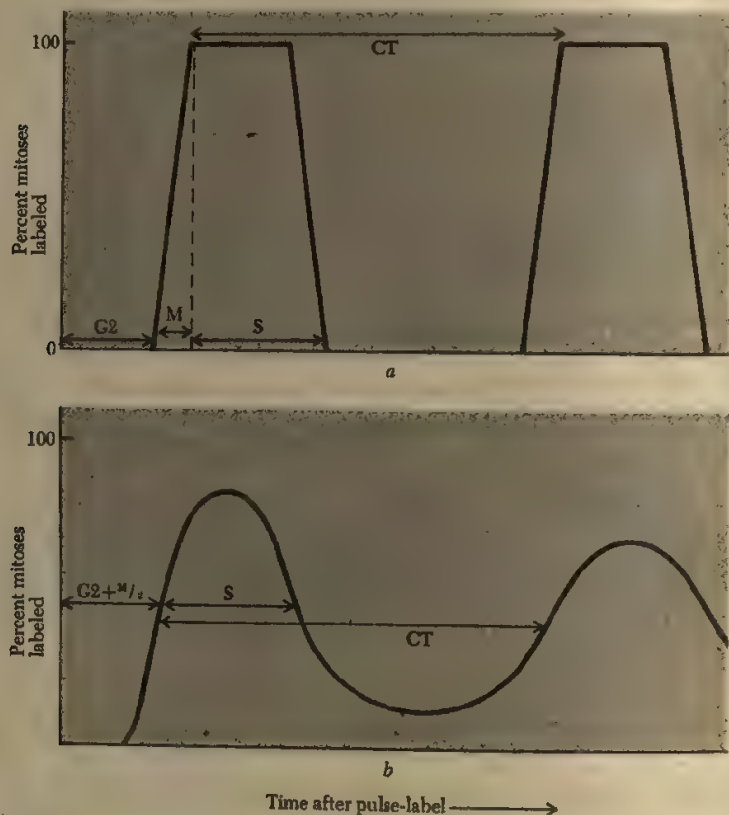 100
CT
Percent mitoses
labeled
M
G2
S
0
a
100
G2+M/2
S
Percent mitoses
labeled
CT
b
Time after pulse-label